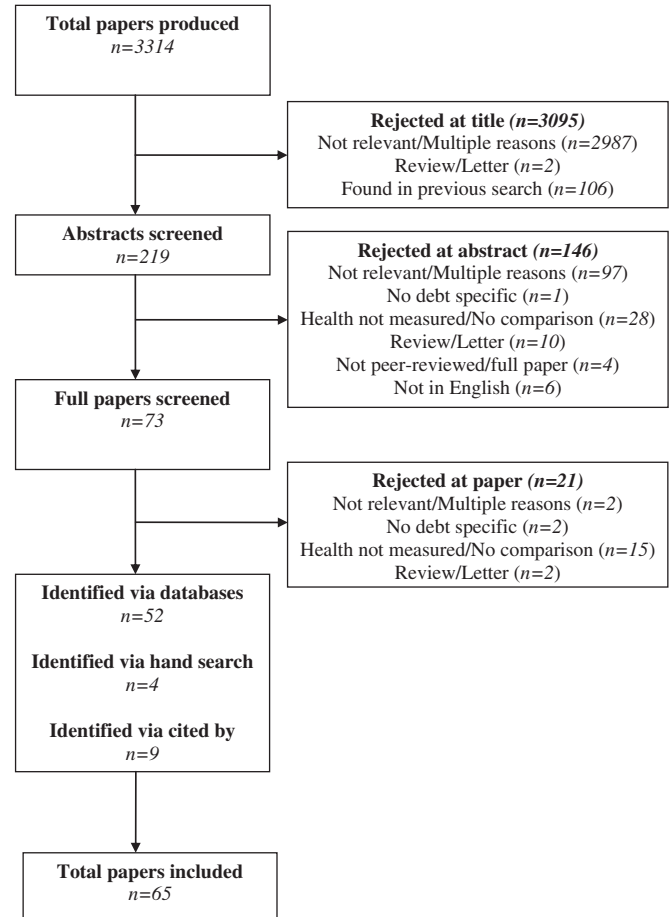 Total papers produced
n=3314
Rejected at title (n=3095)
Not relevant/Multiple reasons (n=2987)
Review/Letter (n=2)
Found in previous search (n=106)
Abstracts screened
n=219
Rejected at abstract (n=146)
Not relevant/Multiple reasons (n=97)
No debt specific (n=1)
Health not measured/No comparison (n=28)
Review/Letter (n=10)
Not peer-reviewed/full paper (n=4)
Not in English (n=6)
Full papers screened
n=73
Rejected at paper (n=21)
Not relevant/Multiple reasons (n=2)
No debt specific (n=2)
Health not measured/No comparison (n=15)
Review/Letter (n=2)
Identified via databases
n=52
Identified via hand search
n=4
Identified via cited by
n=9
Total papers included
n=65